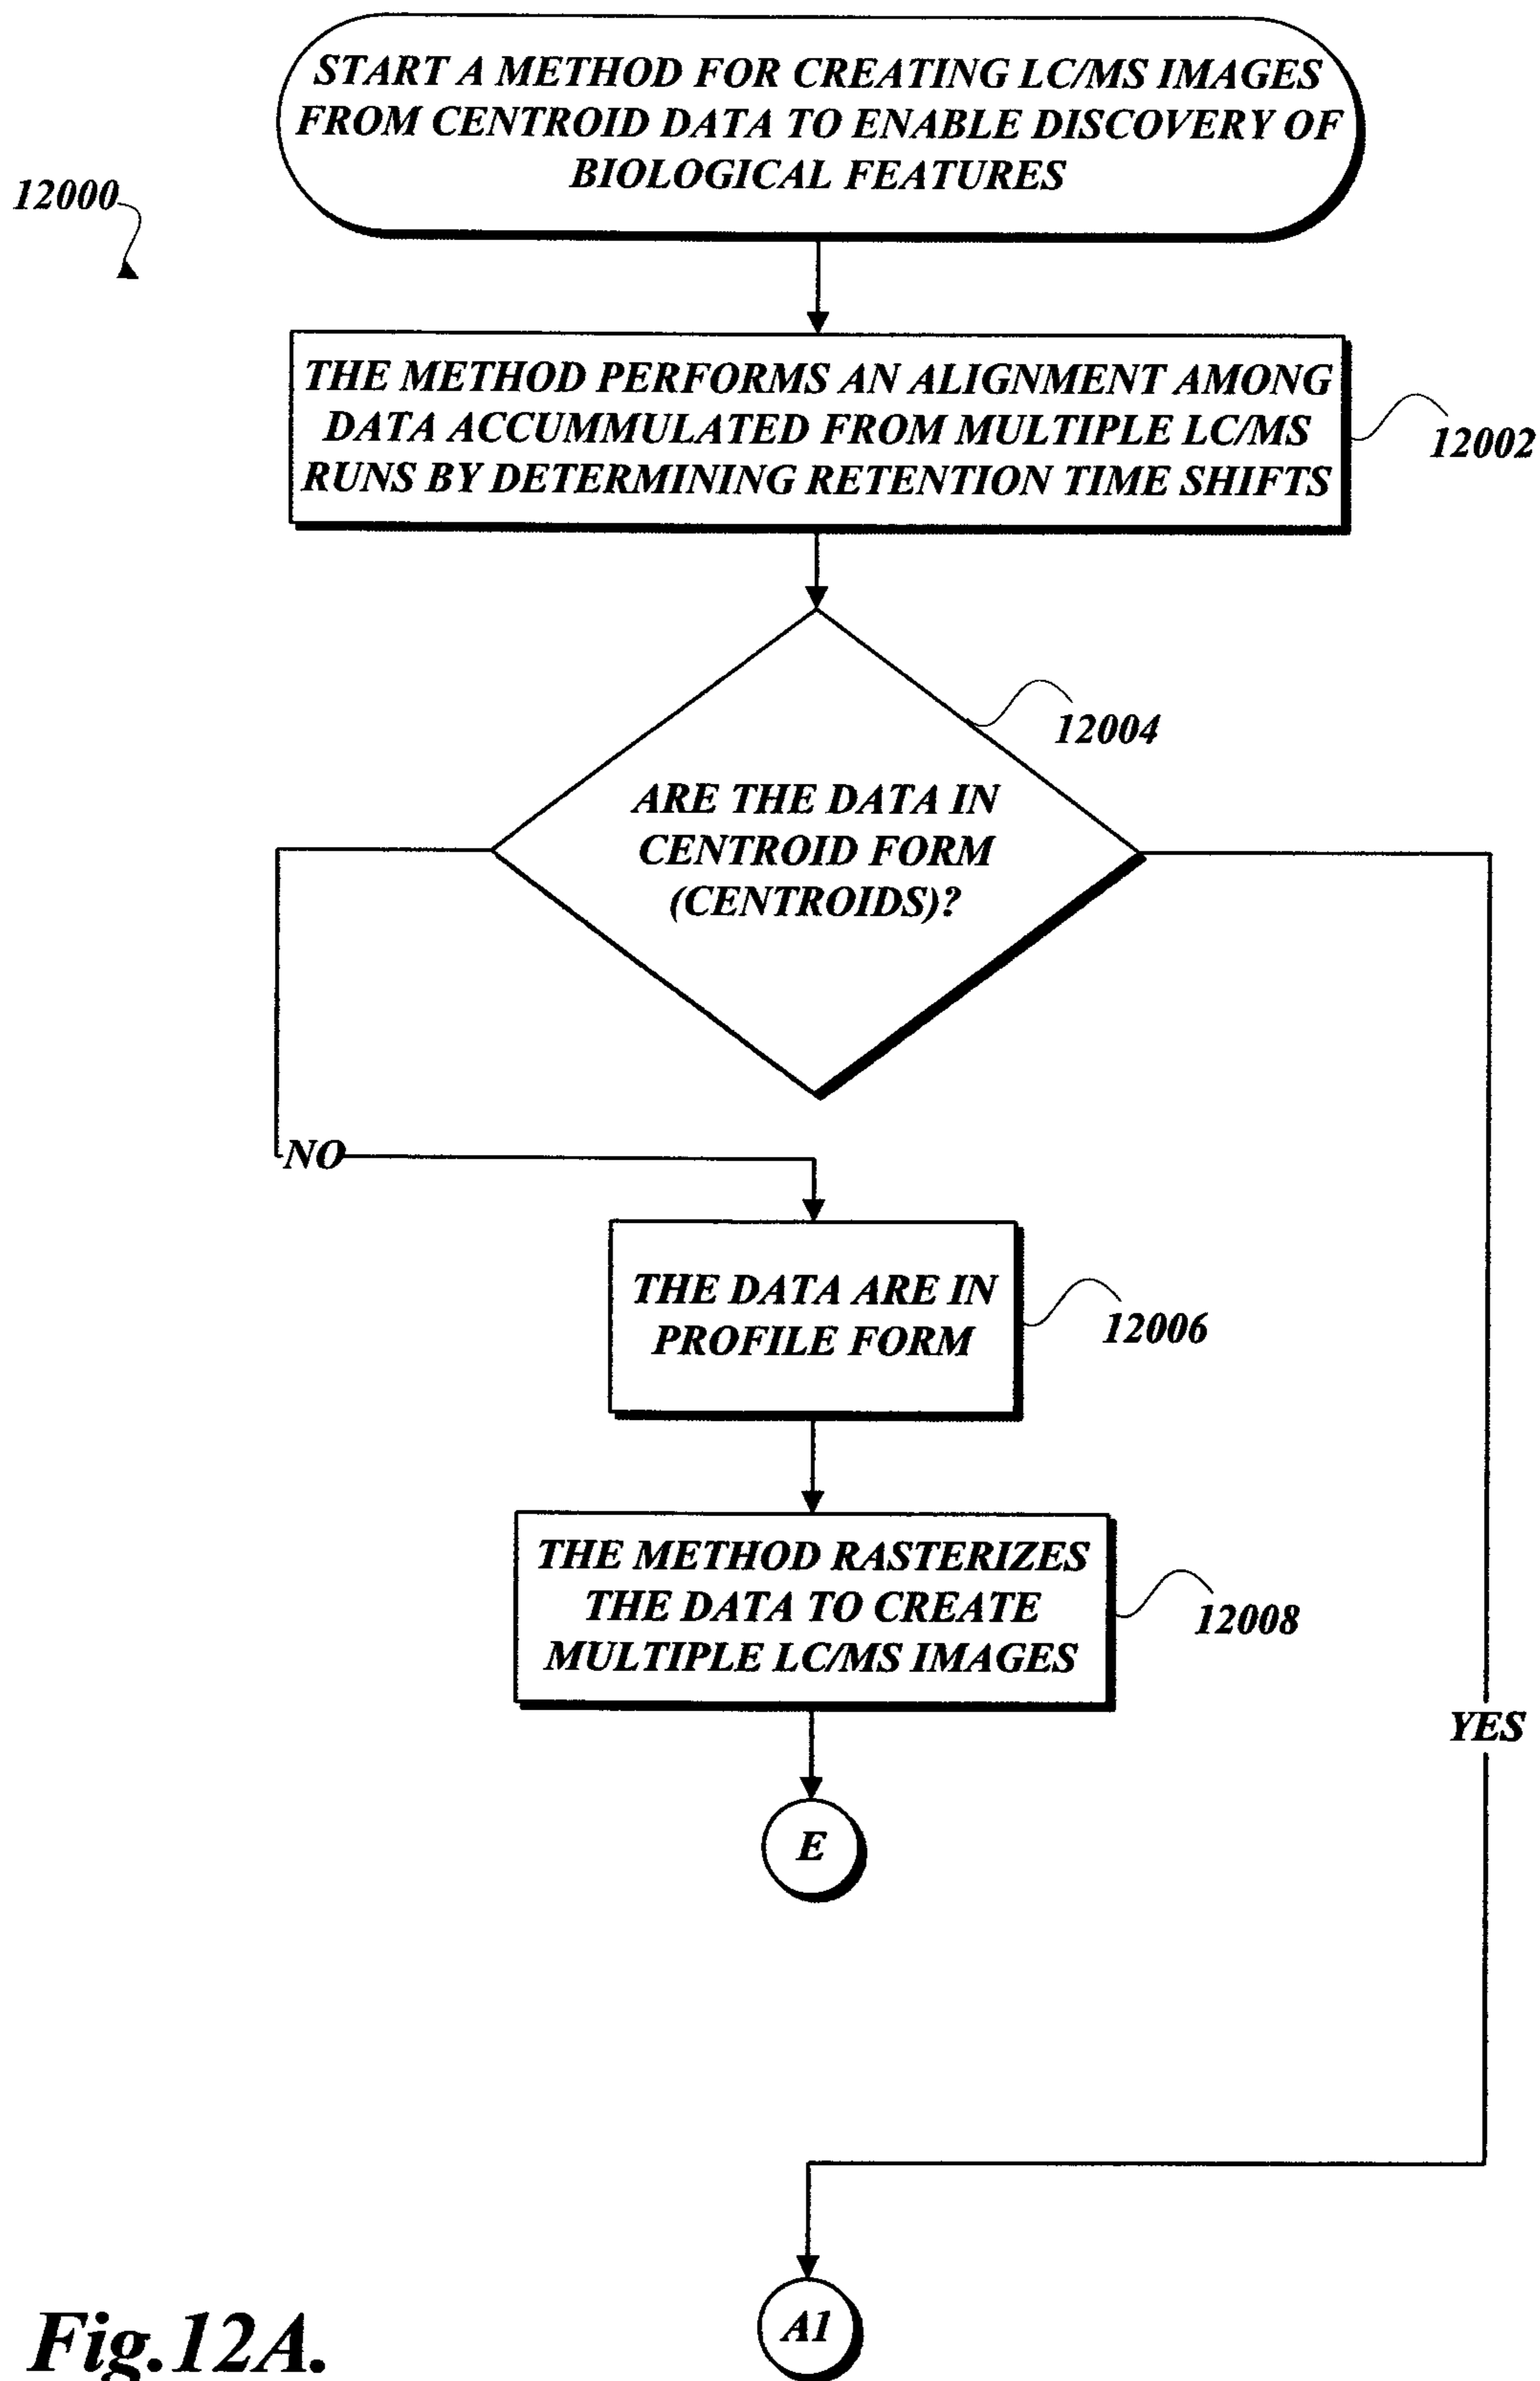 START A METHOD FOR CREATING LC/MS IMAGES
FROM CENTROID DATA TO ENABLE DISCOVERY OF
BIOLOGICAL FEATURES
12000
THE METHOD PERFORMS AN ALIGNMENT AMONG
DATA ACCUMMULATED FROM MULTIPLE LC/MS
RUNS BY DETERMINING RETENTION TIME SHIFTS
12002
12004
ARE THE DATA IN
CENTROID FORM
(CENTROIDS)?
NO
THE DATA ARE IN
PROFILE FORM
12006
THE METHOD RASTERIZES
THE DATA TO CREATE
MULTIPLE LC/MS IMAGES
12008
YES
E
A1
Fig.12A.